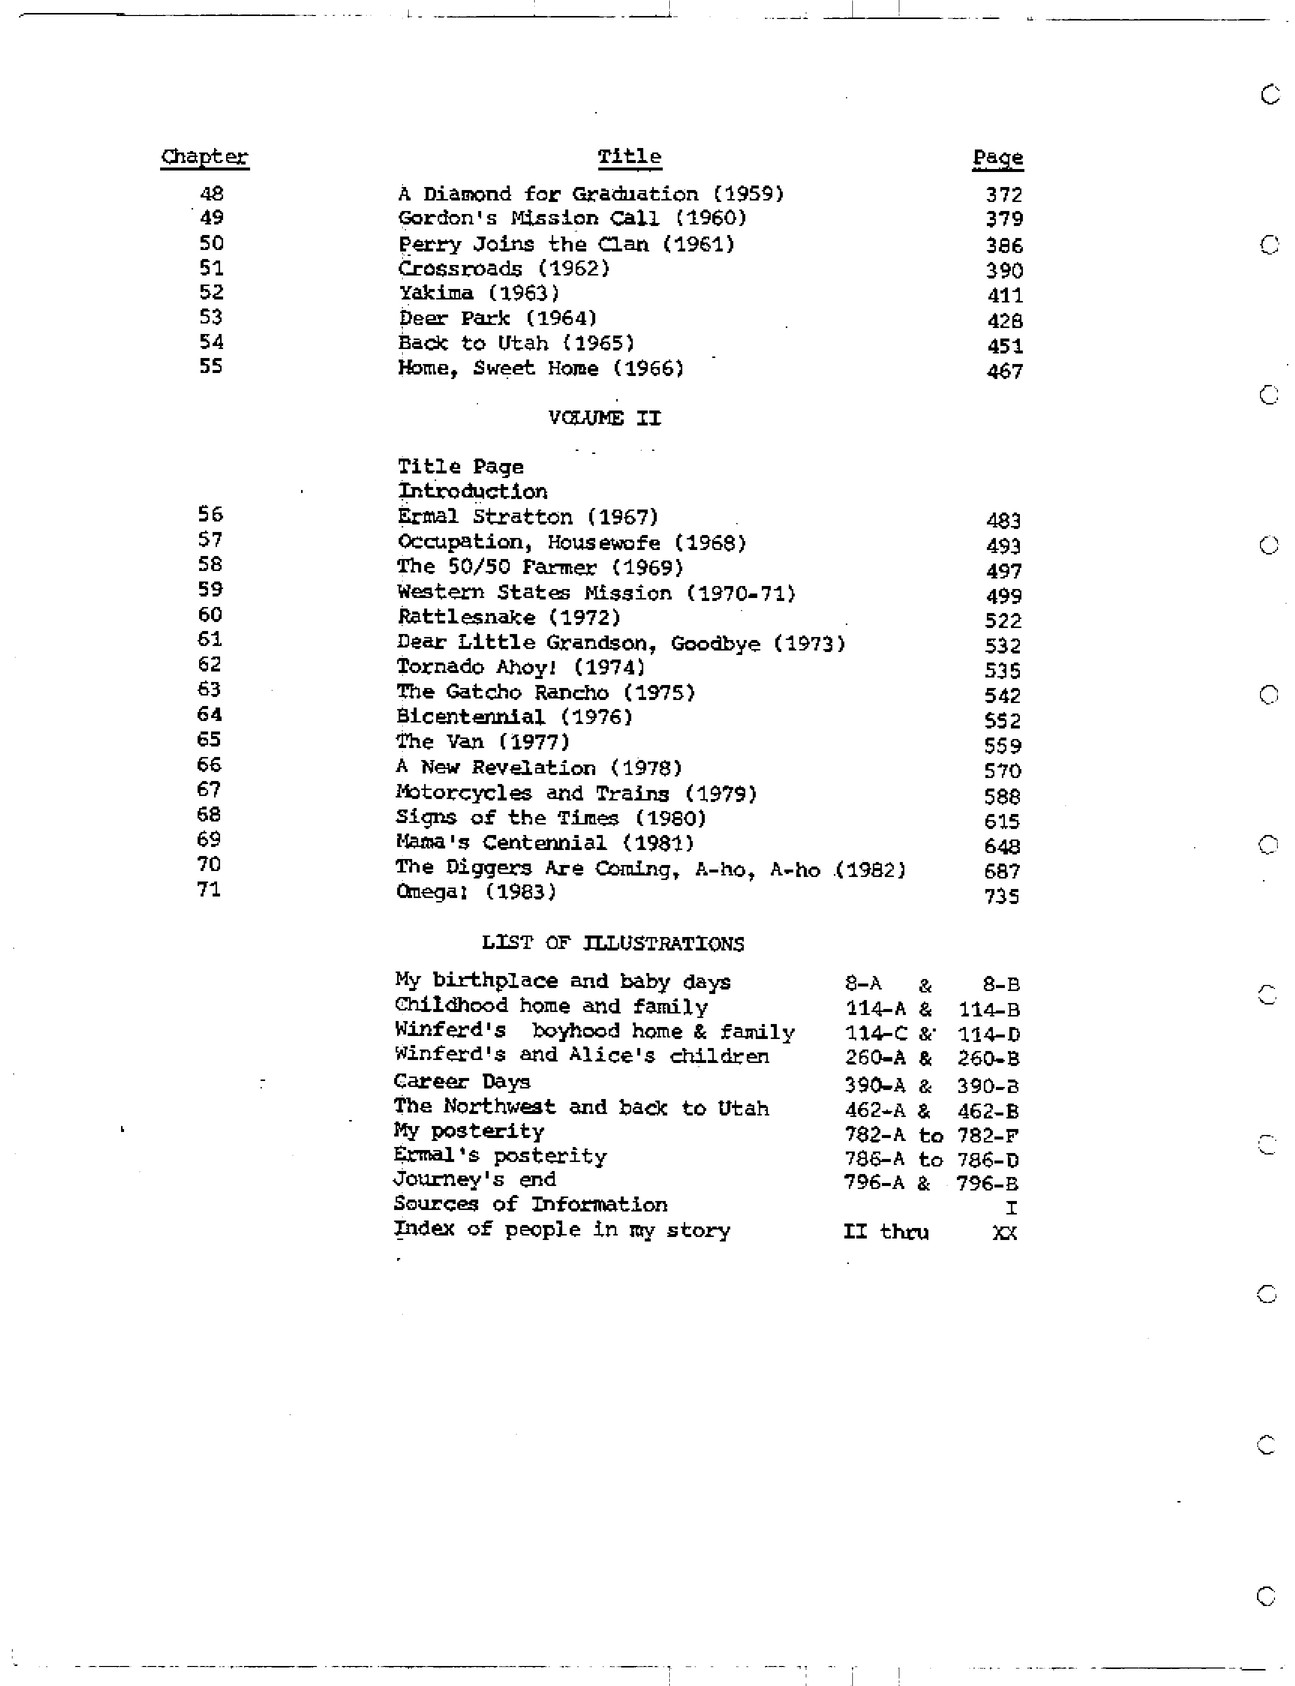 Chapter Title Page
48 A Diamond for Graduation (1959) 372
49 Gordon's Mission Call (1960) 379
50 Perry Joins the Clan (1961) 386
51 Crossroads (1962) 390
52 Yakima (1963) 411
53 Deer Park (1964) 428
54 Back to Utah (1965) 451
55 Home, Sweet Home (1966) 467
VOLUME II
Title Page
Introduction
56 Ermal Stratton (1967) 483
57 Occupation, Housewofe (1968) 493
58 The 50/50 Farmer (1969) 497
59 Western States Mission (1970-71) 499
60 Rattlesnake (1972) 522
61 Dear Little Grandson, Goodbye (1973) 532
62 Tornado Ahoy! (1974) 535
63 The Gatcho Rancho (1975) 542
64 Bicentennial (1976) 552
65 The Van (1977) 559
66 A New Revelation (1978) 570
67 Motorcycles and Trains (1979) 588
68 Signs of the Times (1980) 615
69 Mama's Centennial (1981) 648
70 The Diggers Are Coming, A-ho, A-ho (1982) 687
71 Omega! (1983) 735
LIST OF ILLUSTRATIONS
My birthplace and baby days 8-A & 8-B
Childhood home and family 114-A & 114-B
Winferd's boyhood home & family 114-C & 114-D
Winferd's and Alice's children 260-A & 260-B
Career Days 390-A & 390-B
The Northwest and back to Utah 462-A & 462-B
My posterity 782-A to 782-F
Ermal's posterity 786-A to 786-D
Journey's end 796-A & 796-B
Sources of Information I
Index of people in my story II thru XX